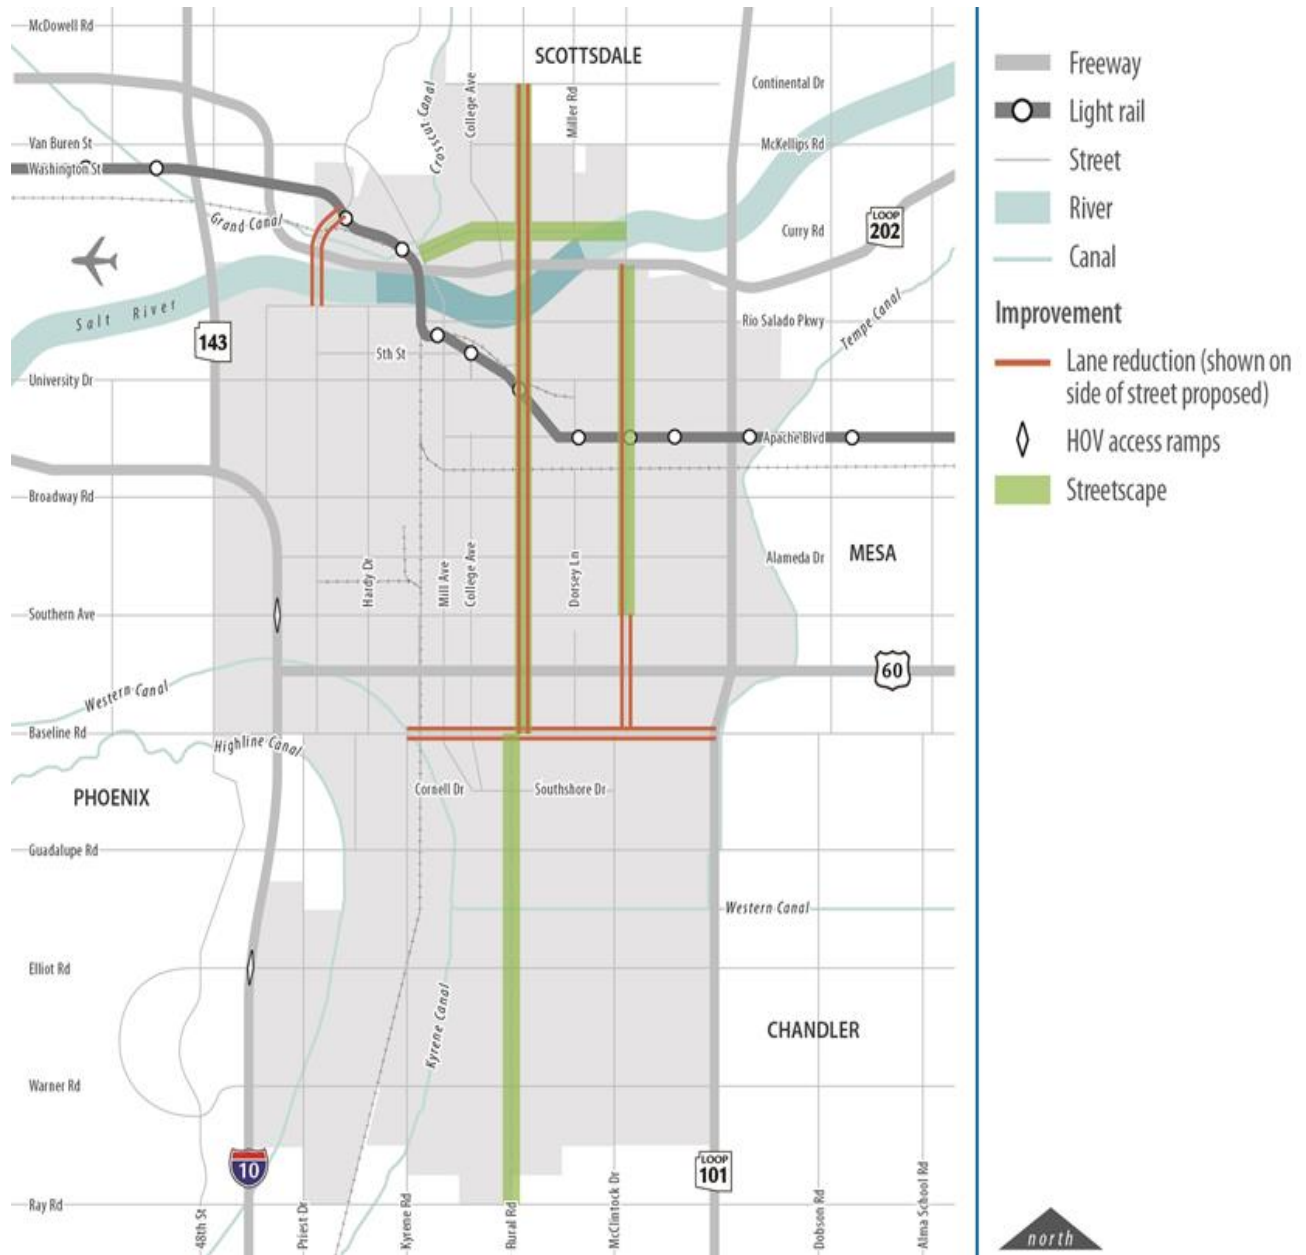 McDowell Rd
SCOTTSDALE
Crosscut Canal
College Ave
Miller Rd
Continental Dr
Van Buren St
McKellips Rd
Washington St
Grand Canal
Curry Rd
LOOP
202
Salt River
143
Rio Salado Pkwy
Tempe Canal
5th St
University Dr
Apache Blvd
Broadway Rd
Alameda Dr
MESA
Hardy Dr
Mill Ave
College Ave
Dorsey Ln
Southern Ave
60
Western Canal
Baseline Rd
Highline Canal
PHOENIX
Cornell Dr
Southshore Dr
Guadalupe Rd
Western Canal
Elliot Rd
Kyrene Canal
CHANDLER
Warner Rd
10
LOOP
101
Ray Rd
48th St
Priest Dr
Kyrene Rd
Rural Rd
McClintock Dr
Dobson Rd
Alma School Rd
Freeway
Light rail
Street
River
Canal
Improvement
Lane reduction (shown on
side of street proposed)
HOV access ramps
Streetscape
north